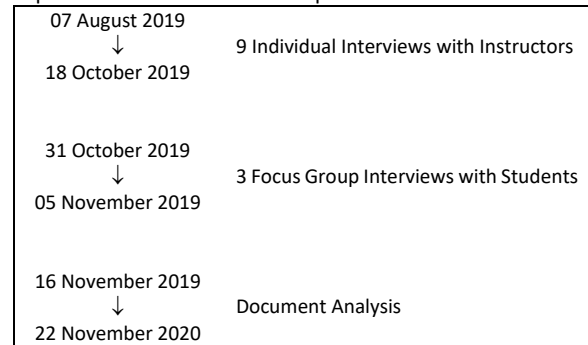 07 August 2019
↓
18 October 2019
9 Individual Interviews with Instructors
31 October 2019
↓
05 November 2019
3 Focus Group Interviews with Students
16 November 2019
↓
22 November 2020
Document Analysis